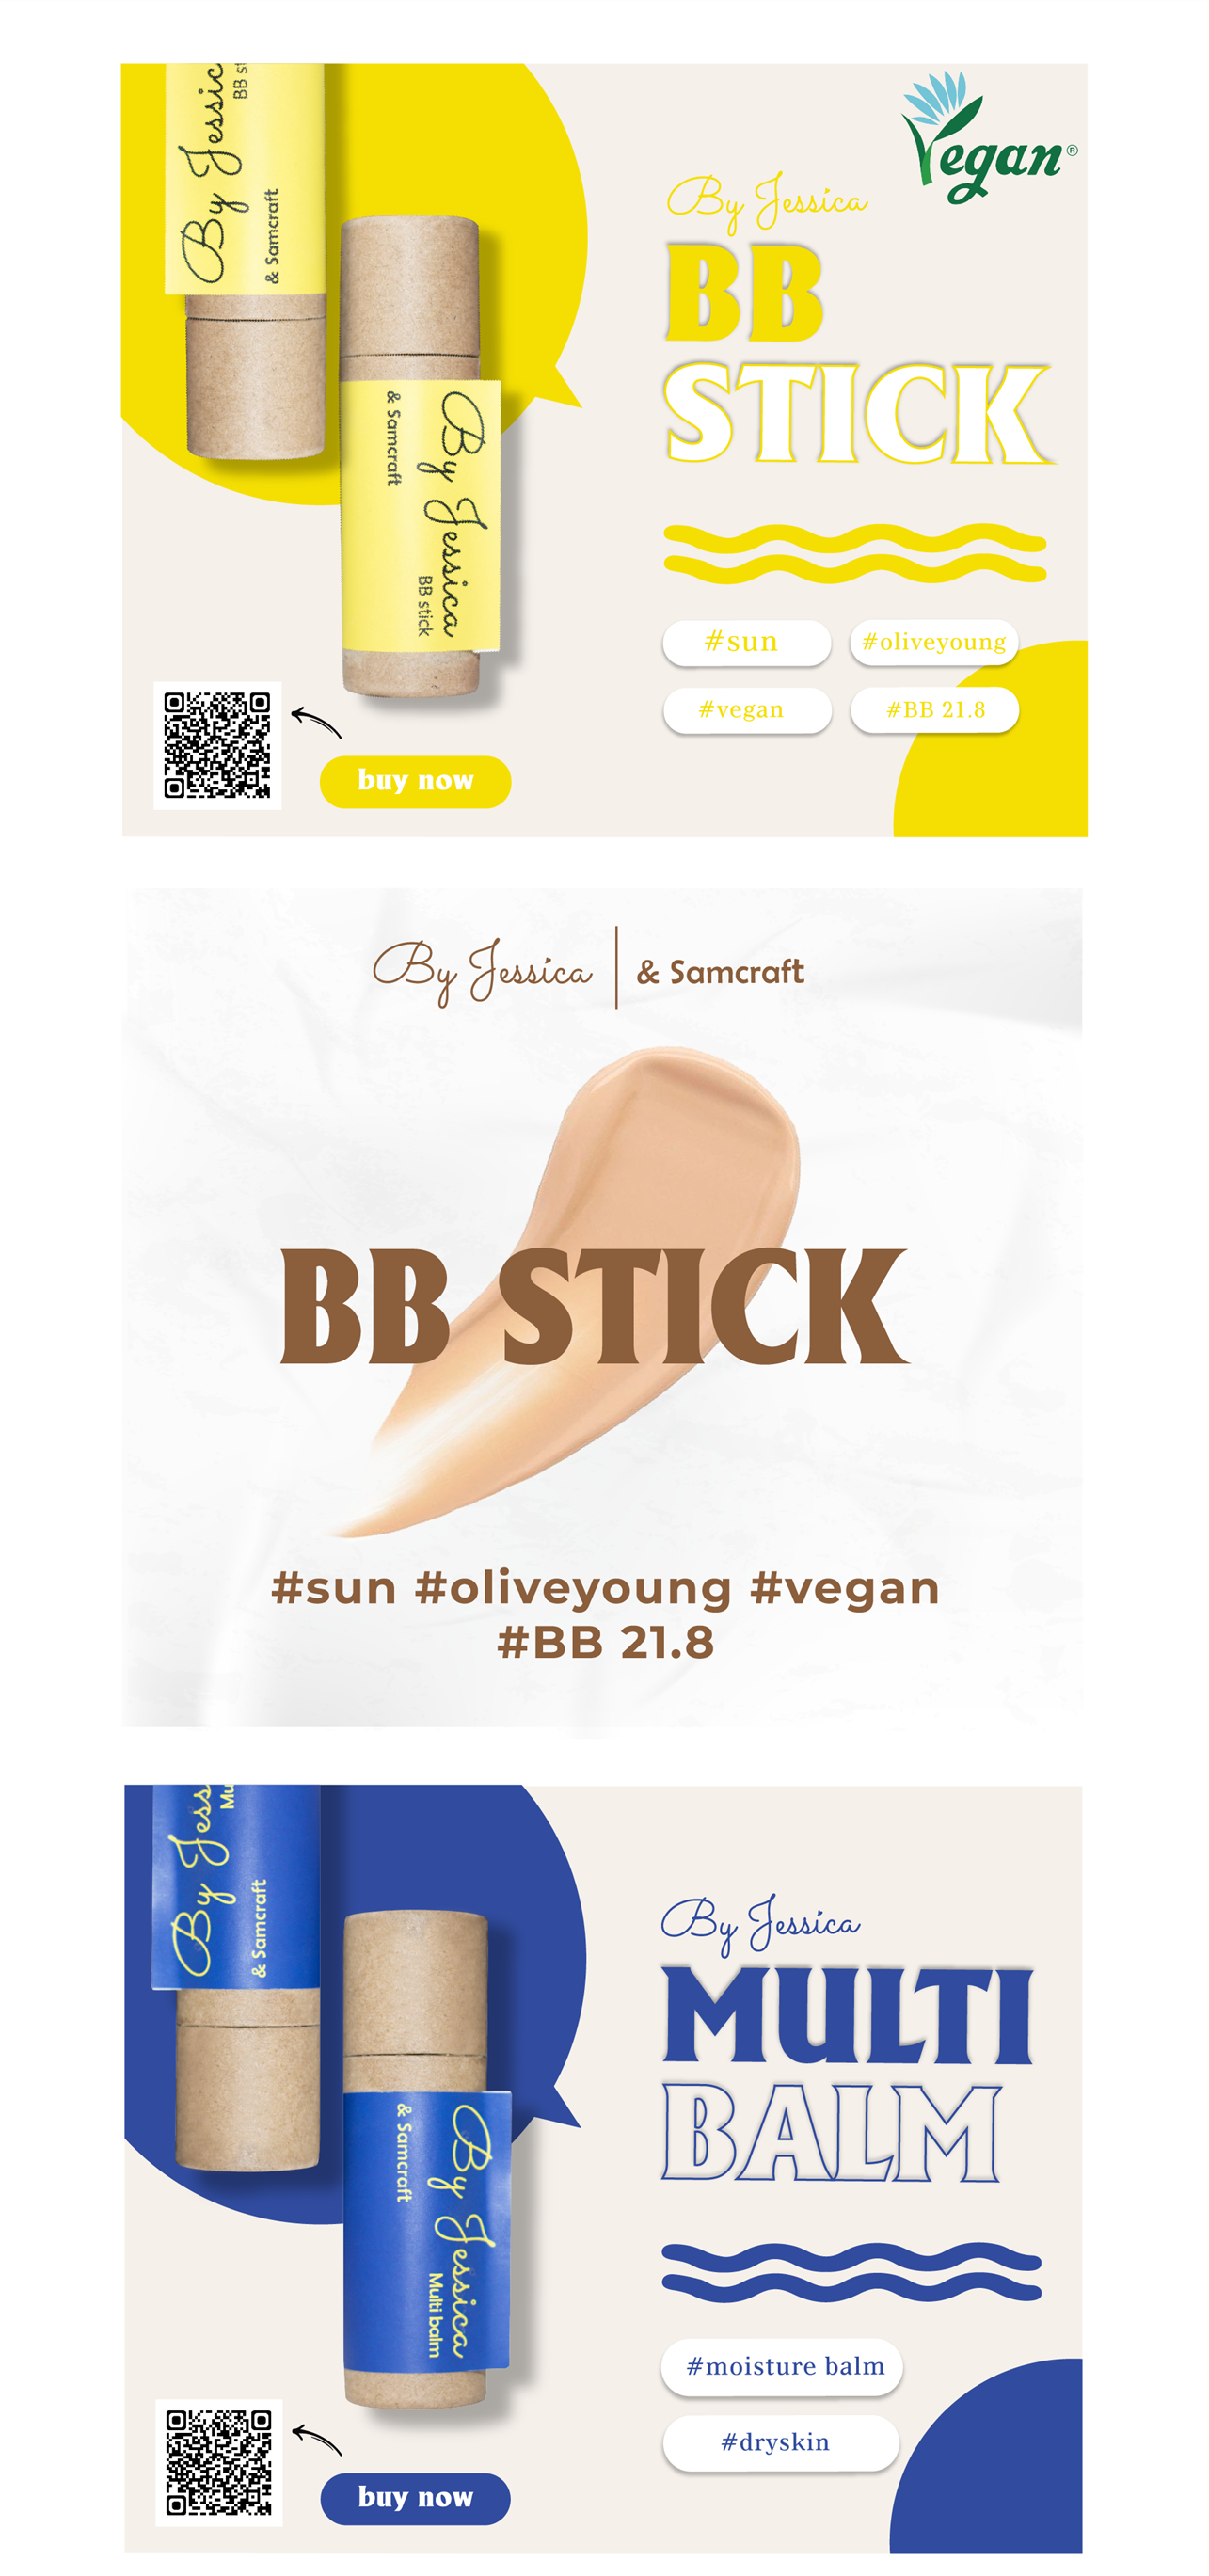 By Jessic
BB st
& Samcraft
By Jessica
BB stick
& Samcraft
Vegan®
By Jessica
BB
STICK
#sun #oliveyoung
#vegan #BB 21.8
buy now
By Jessica | & Samcraft
BB STICK
#sun #oliveyoung #vegan
#BB 21.8
By Jess
Mu
& Samcraft
By Jessica
Multi balm
& Samcraft
By Jessica
MULTI
BALM
#moisture balm
#dryskin
buy now